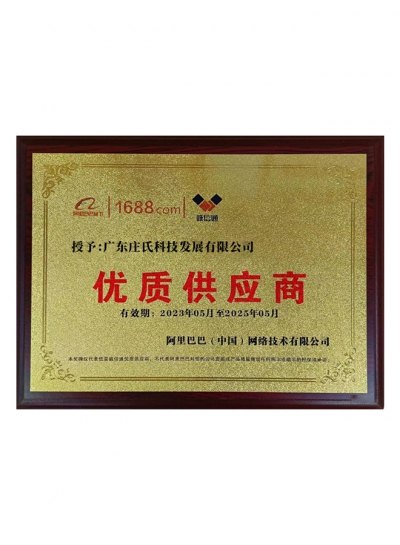 1688.com 诚信通
授予:广东庄氏科技发展有限公司
优质供应商
有效期：2023年05月至2025年05月
阿里巴巴（中国）网络技术有限公司